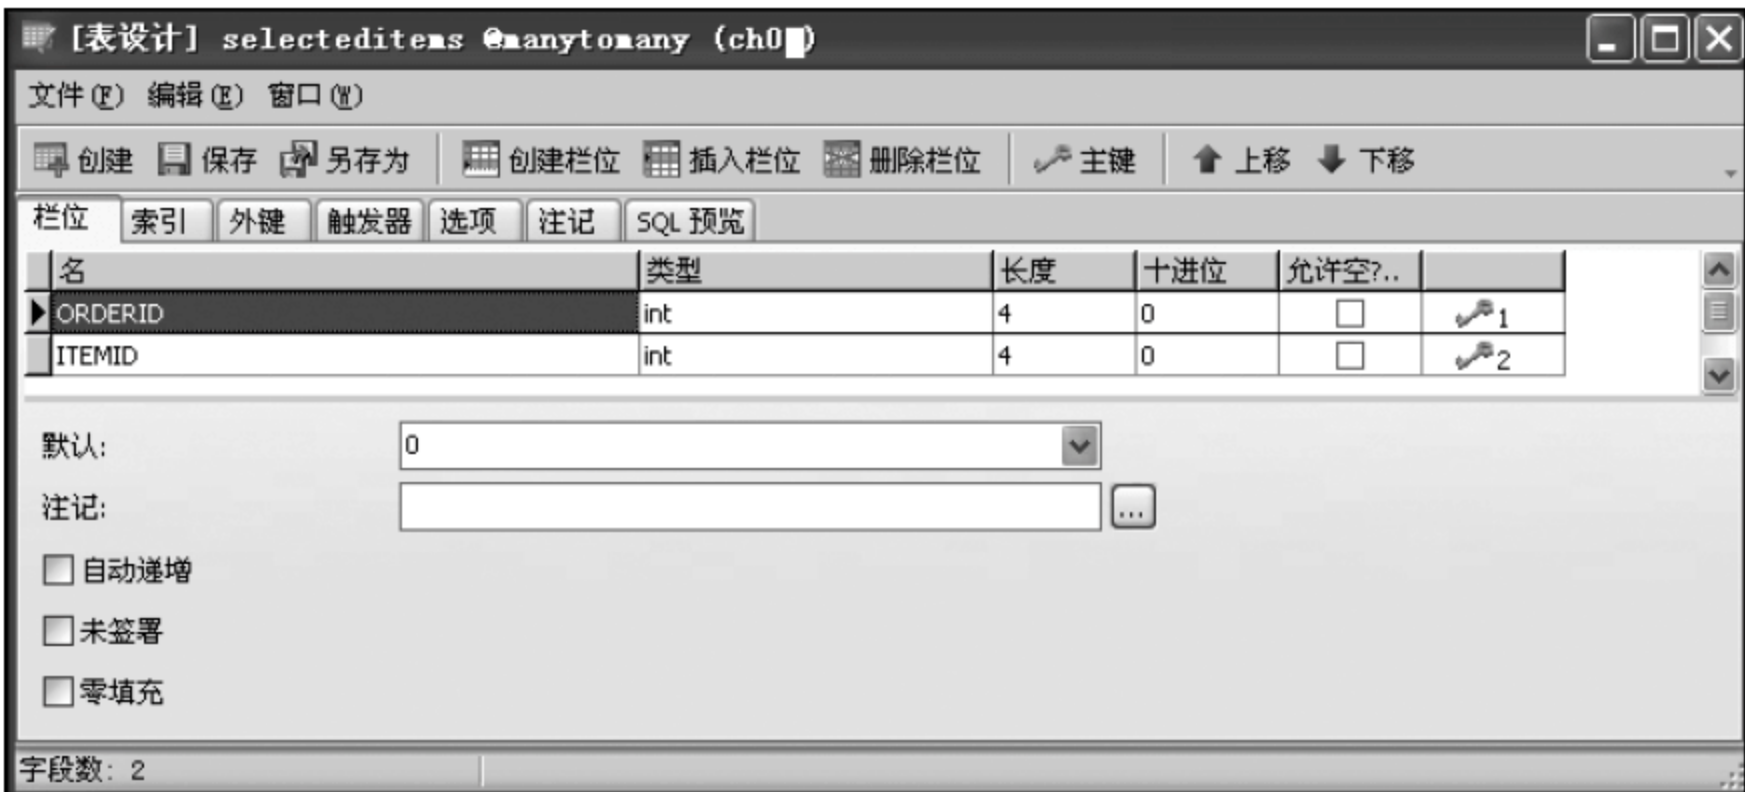 [表设计] selecteditems @manytomany (ch0)
文件(F) 编辑(E) 窗口(W)
创建 保存 另存为 创建栏位 插入栏位 删除栏位 主键 上移 下移
栏位 索引 外键 触发器 选项 注记 SQL 预览
名 类型 长度 十进位 允许空?..
ORDERID int 4 0 1
ITEMID int 4 0 2
默认: 0
注记: ...
自动递增
未签署
零填充
字段数: 2